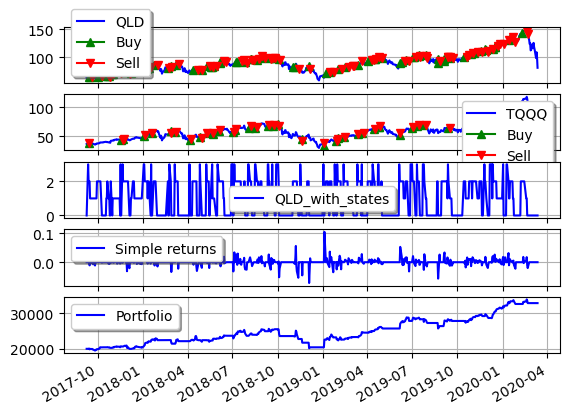 150
100
QLD
Buy
Sell
100
50
TQQQ
Buy
Sell
2
0
QLD_with_states
0.1
0.0
Simple returns
30000
20000
Portfolio
2017-10 2018-01 2018-04 2018-07 2018-10 2019-01 2019-04 2019-07 2019-10 2020-01 2020-04